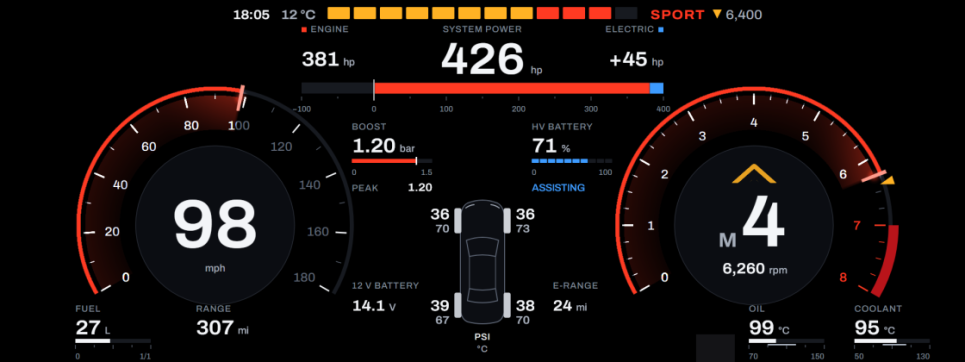 18:05 12 °C SPORT 6,400
ENGINE SYSTEM POWER ELECTRIC
381 hp 426 hp +45 hp
-100 0 100 200 300 400
0 20 40 60 80 100 120 140 160 180
98
mph
BOOST
1.20 bar
0 1.5
PEAK 1.20
HV BATTERY
71 %
0 100
ASSISTING
36 36
70 73
39 38
67 70
PSI
°C
12 V BATTERY
14.1 V
E-RANGE
24 mi
0 1 2 3 4 5 6 7 8
M4
6,260 rpm
FUEL
27 L
0 1/1
RANGE
307 mi
OIL
99 °C
70 150
COOLANT
95 °C
50 130